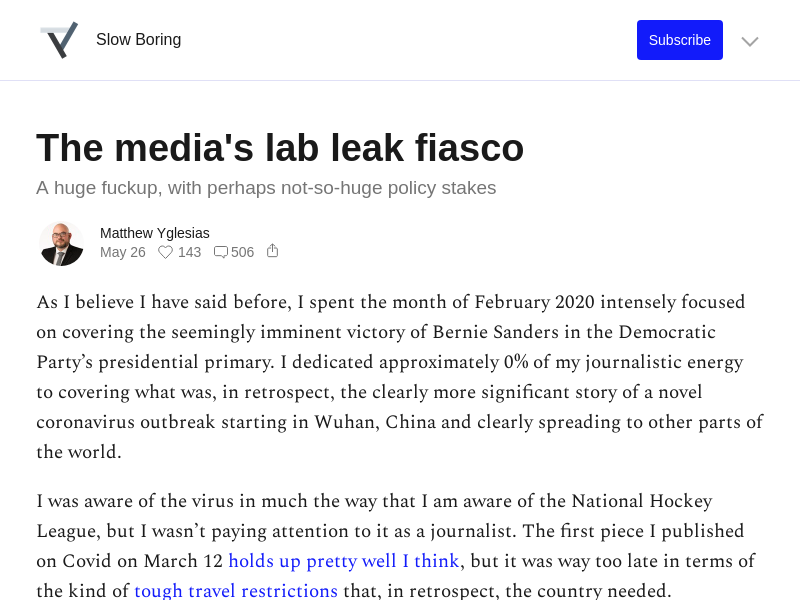 Slow Boring
Subscribe
The media's lab leak fiasco
A huge fuckup, with perhaps not-so-huge policy stakes
Matthew Yglesias
May 26 143 506
As I believe I have said before, I spent the month of February 2020 intensely focused
on covering the seemingly imminent victory of Bernie Sanders in the Democratic
Party’s presidential primary. I dedicated approximately 0% of my journalistic energy
to covering what was, in retrospect, the clearly more significant story of a novel
coronavirus outbreak starting in Wuhan, China and clearly spreading to other parts of
the world.
I was aware of the virus in much the way that I am aware of the National Hockey
League, but I wasn’t paying attention to it as a journalist. The first piece I published
on Covid on March 12 holds up pretty well I think, but it was way too late in terms of
the kind of tough travel restrictions that, in retrospect, the country needed.